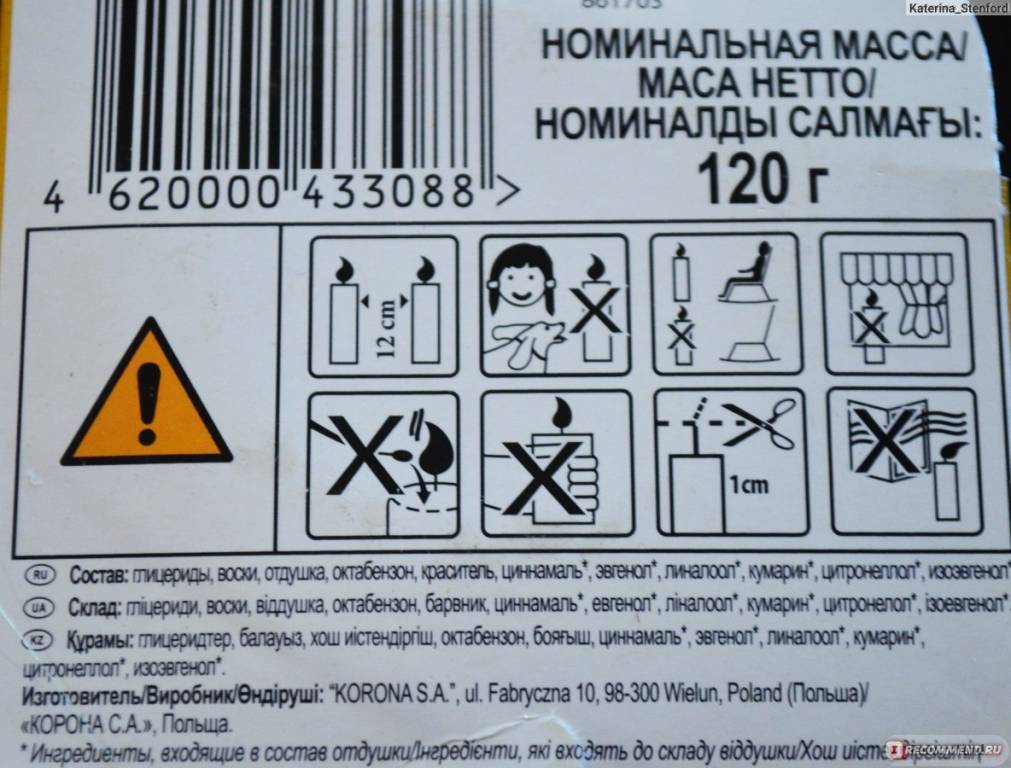 Katerina_Stenford
861703
НОМИНАЛЬНАЯ МАССА/
МАСА НЕТТО/
НОМИНАЛДЫ САЛМАҒЫ:
120 г
4 620000 433088 >
12 cm
1cm
RU Состав: глицериды, воски, отдушка, октабензон, краситель, циннамаль*, эвгенол*, линалоол*, кумарин*, цитронеллол*, изоэвгенол*
UA Склад: гліцериди, воски, віддушка, октабензон, барвник, циннамаль*, евгенол*, ліналоол*, кумарин*, цитронелол*, ізоевгенол*.
KZ Құрамы: глицеридтер, балауыз, хош иістендіргіш, октабензон, бояғыш, циннамаль*, эвгенол*, линалоол*, кумарин*,
цитронеллол*, изоэвгенол*.
Изготовитель/Виробник/Өндіруші: "KORONA S.A.", ul. Fabryczna 10, 98-300 Wielun, Poland (Польша)/
«КОРОНА С.А.», Польща.
*Ингредиенты, входящие в состав отдушки/Інгредієнти, які входять до складу віддушки/Хош
IRECOMMEND.RU